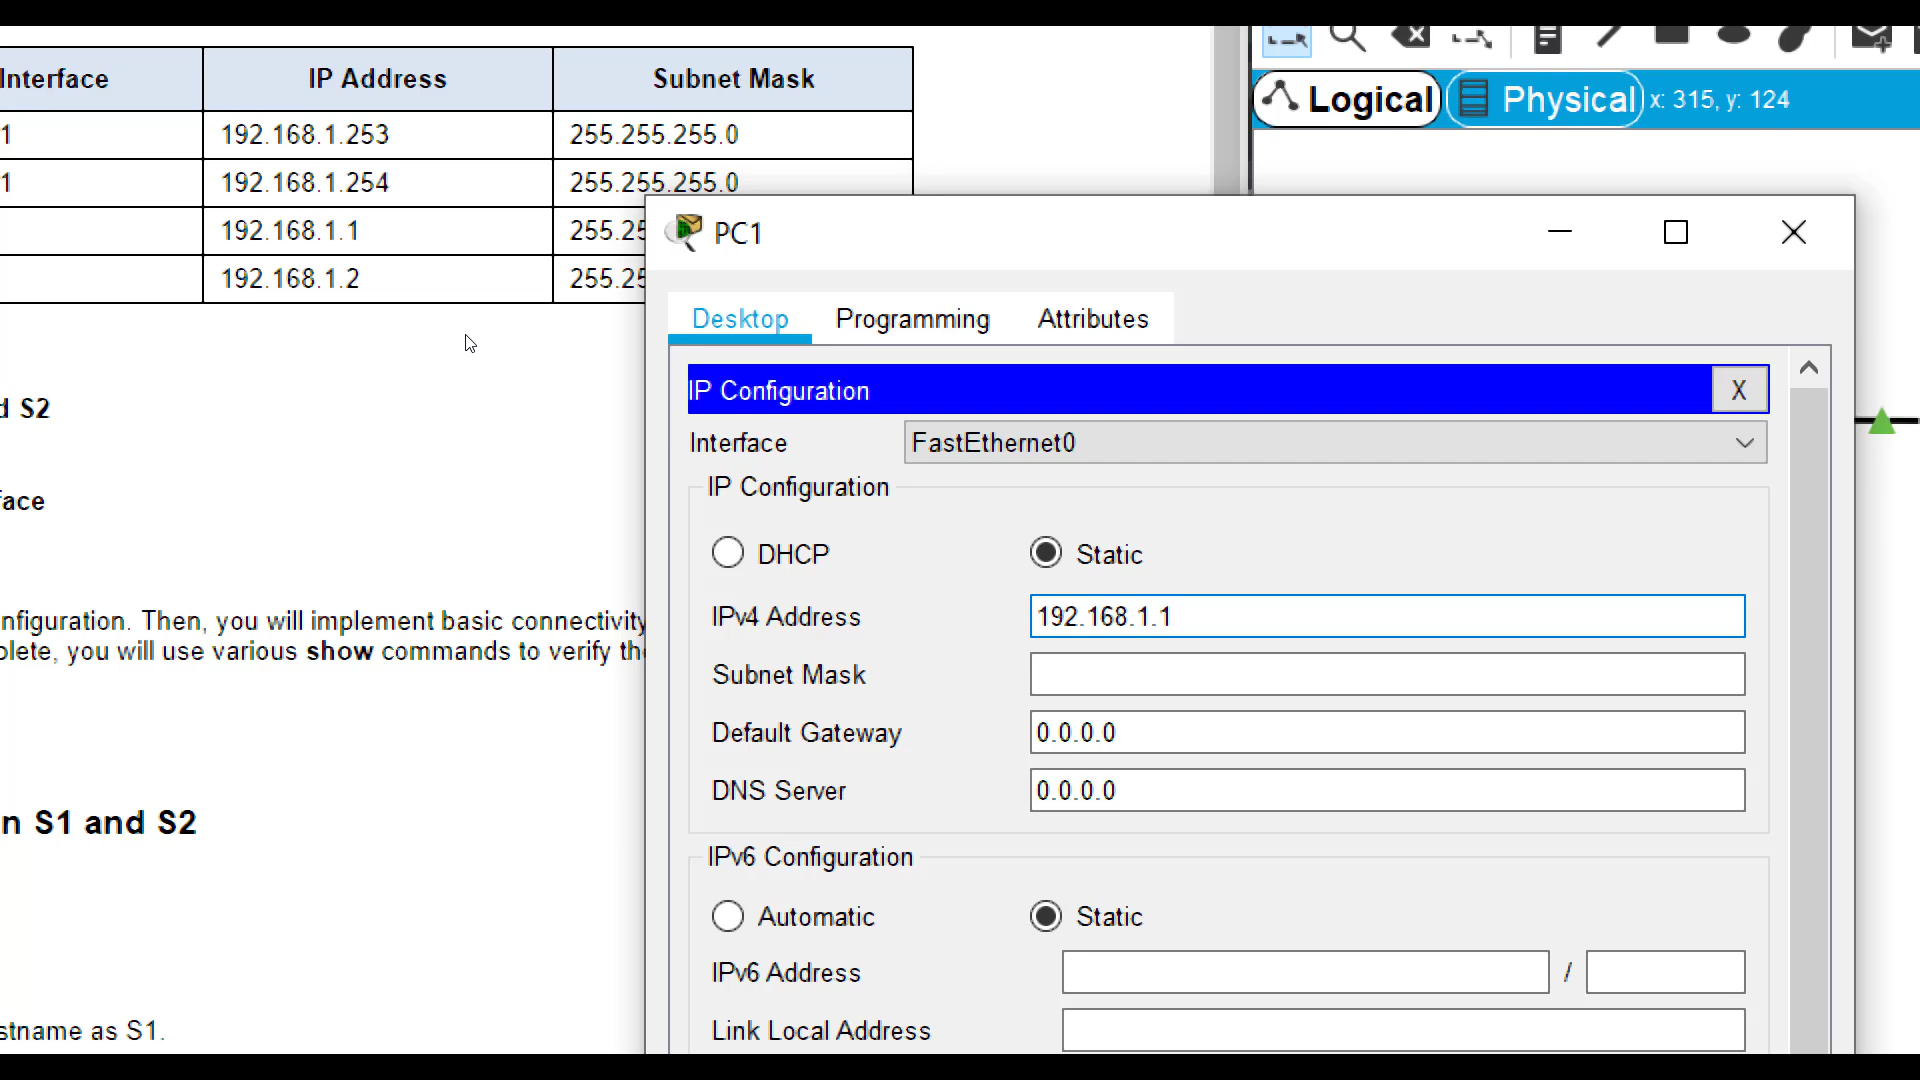 Interface IP Address Subnet Mask
1 192.168.1.253 255.255.255.0
1 192.168.1.254 255.255.255.0
192.168.1.1 255.25
192.168.1.2 255.25
d S2
face
nfiguration. Then, you will implement basic connectivity
plete, you will use various show commands to verify the
n S1 and S2
stname as S1.
Logical Physical x: 315, y: 124
PC1
Desktop Programming Attributes
IP Configuration X
Interface FastEthernet0
IP Configuration
DHCP Static
IPv4 Address 192.168.1.1
Subnet Mask
Default Gateway 0.0.0.0
DNS Server 0.0.0.0
IPv6 Configuration
Automatic Static
IPv6 Address /
Link Local Address